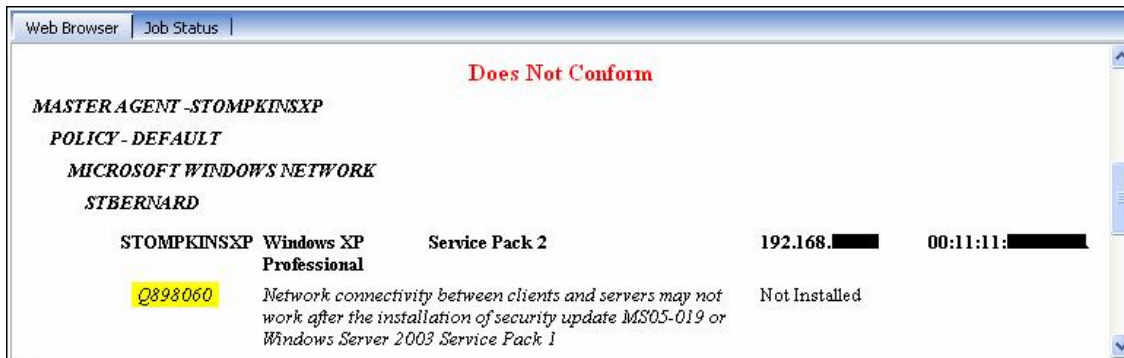 Web Browser Job Status
Does Not Conform
MASTER AGENT -STOMPKINSXP
POLICY - DEFAULT
MICROSOFT WINDOWS NETWORK
STBERNARD
STOMPKINSXP Windows XP Service Pack 2 192.168. 00:11:11:
Professional
Q898060 Network connectivity between clients and servers may not Not Installed
work after the installation of security update MS05-019 or
Windows Server 2003 Service Pack 1